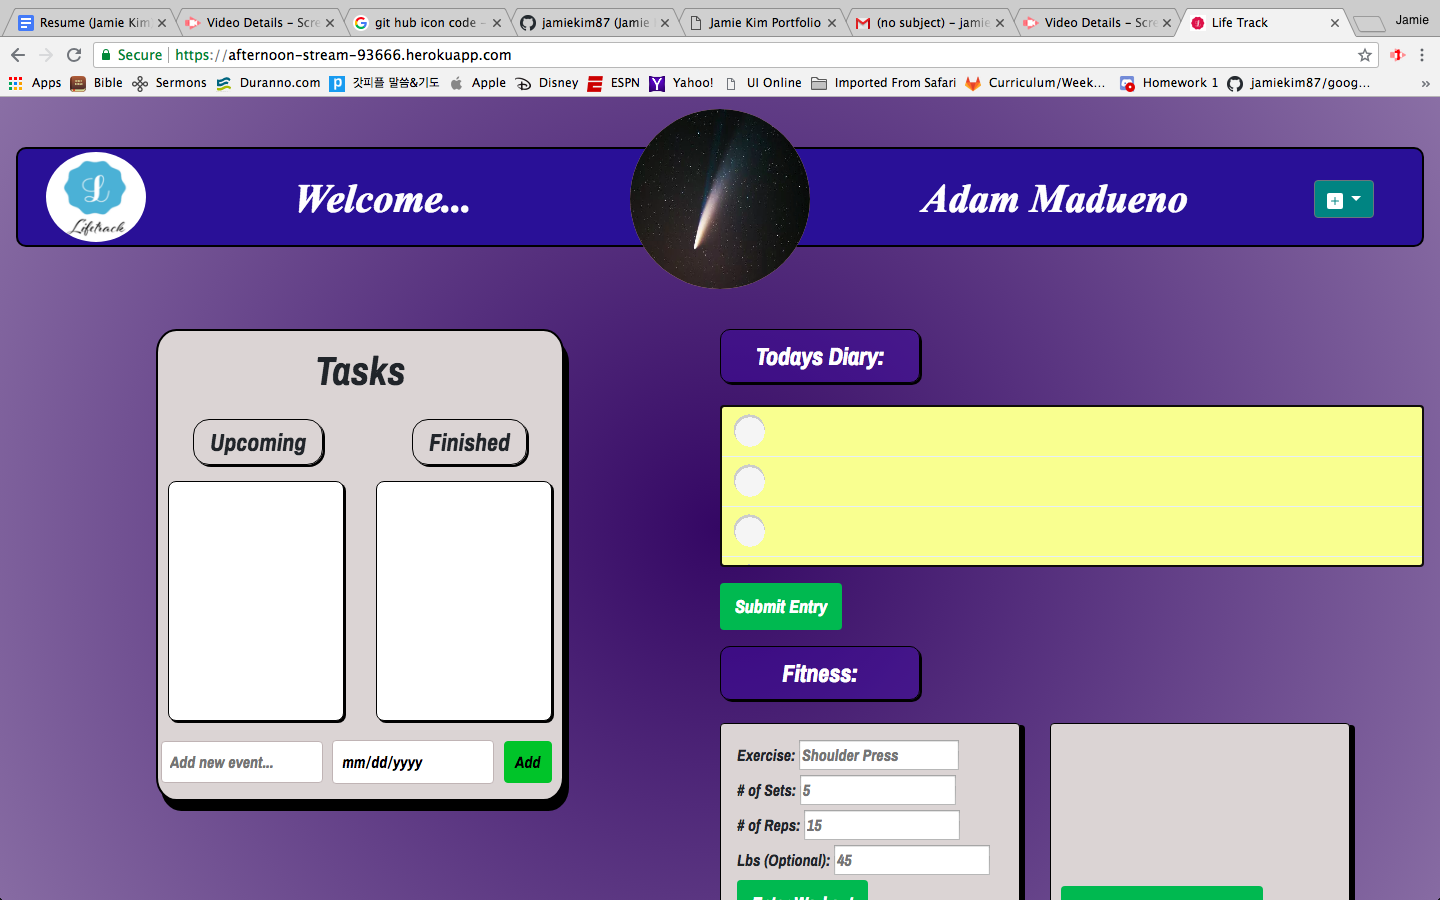 Resume (Jamie Kim
Video Details – Scre
git hub icon code –
jamiekim87 (Jamie
Jamie Kim Portfolio
(no subject) – jamie
Video Details – Scre
Life Track
Jamie
Secure
https://afternoon-stream-93666.herokuapp.com
Apps
Bible
Sermons
Duranno.com
갓피플 말씀&기도
Apple
Disney
ESPN
Yahoo!
UI Online
Imported From Safari
Curriculum/Week...
Homework 1
jamiekim87/goog...
»
L
Lifetrack
Welcome...
Adam Madueno
Tasks
Upcoming
Finished
Add new event...
mm/dd/yyyy
Add
Todays Diary:
Submit Entry
Fitness:
Exercise: Shoulder Press
# of Sets: 5
# of Reps: 15
Lbs (Optional): 45